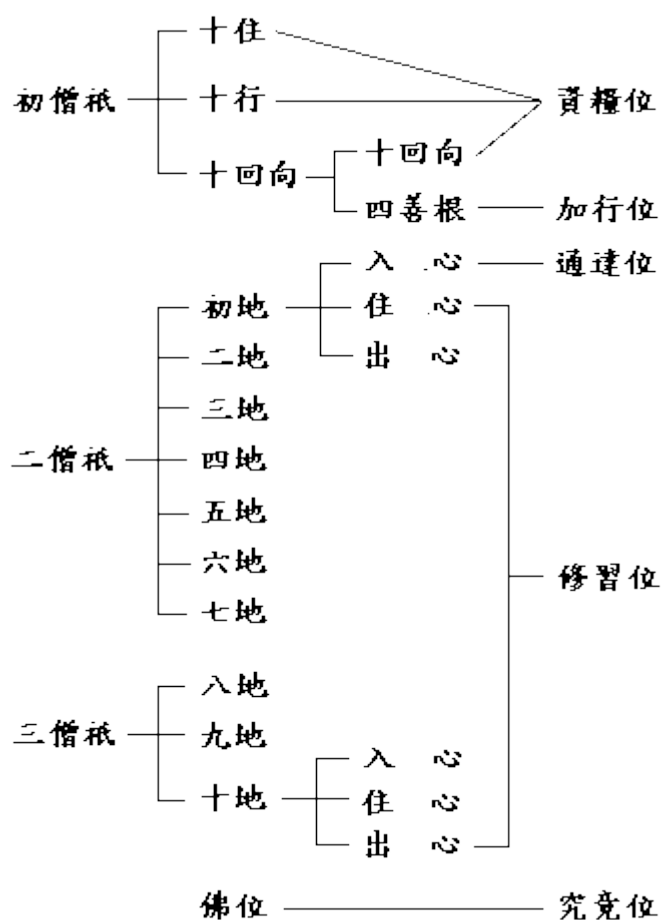 十住
初僧祇 十行 資糧位
十回向
十回向
四善根 加行位
入 心 通達位
初地 住 心
二地 出 心
三地
二僧祇 四地
五地
六地 修習位
七地
八地
三僧祇 九地
入 心
十地 住 心
出 心
佛位 究竟位